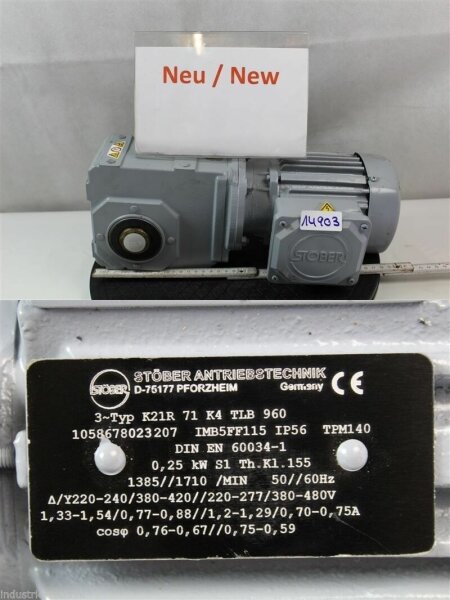 Neu / New
14903
STÖBER
STÖBER ANTRIEBSTECHNIK
D-75177 PFORZHEIM Germany CE
STÖBER
3~Typ K21R 71 K4 TLB 960
1058678023207 IMB5FF115 IP56 TPM140
DIN EN 60034-1
0,25 kW S1 Th.Kl.155
1385//1710 /MIN 50//60Hz
Δ/Y220-240/380-420//220-277/380-480V
1,33-1,54/0,77-0,88//1,2-1,29/0,70-0,75A
cosφ 0,76-0,67//0,75-0,59